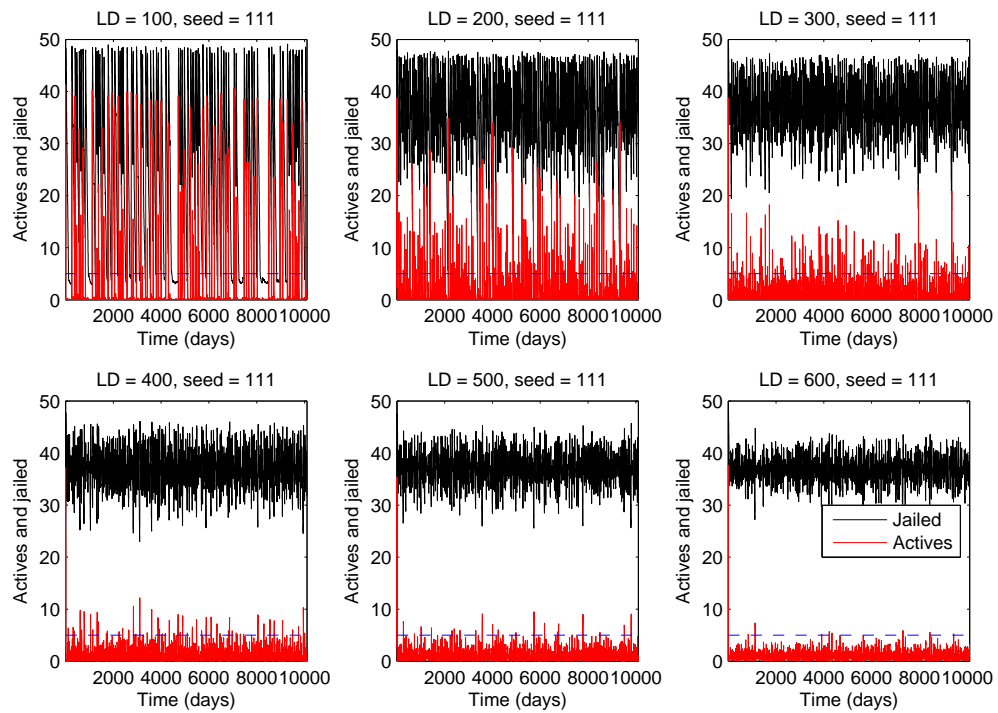 LD = 100, seed = 111
50
40
30
20
10
0
Actives and jailed
2000 4000 6000 8000 10000
Time (days)
LD = 200, seed = 111
50
40
30
20
10
0
Actives and jailed
2000 4000 6000 8000 10000
Time (days)
LD = 300, seed = 111
50
40
30
20
10
0
Actives and jailed
2000 4000 6000 8000 10000
Time (days)
LD = 400, seed = 111
50
40
30
20
10
0
Actives and jailed
2000 4000 6000 8000 10000
Time (days)
LD = 500, seed = 111
50
40
30
20
10
0
Actives and jailed
2000 4000 6000 8000 10000
Time (days)
LD = 600, seed = 111
50
40
30
20
10
0
Actives and jailed
Jailed
Actives
2000 4000 6000 8000 10000
Time (days)